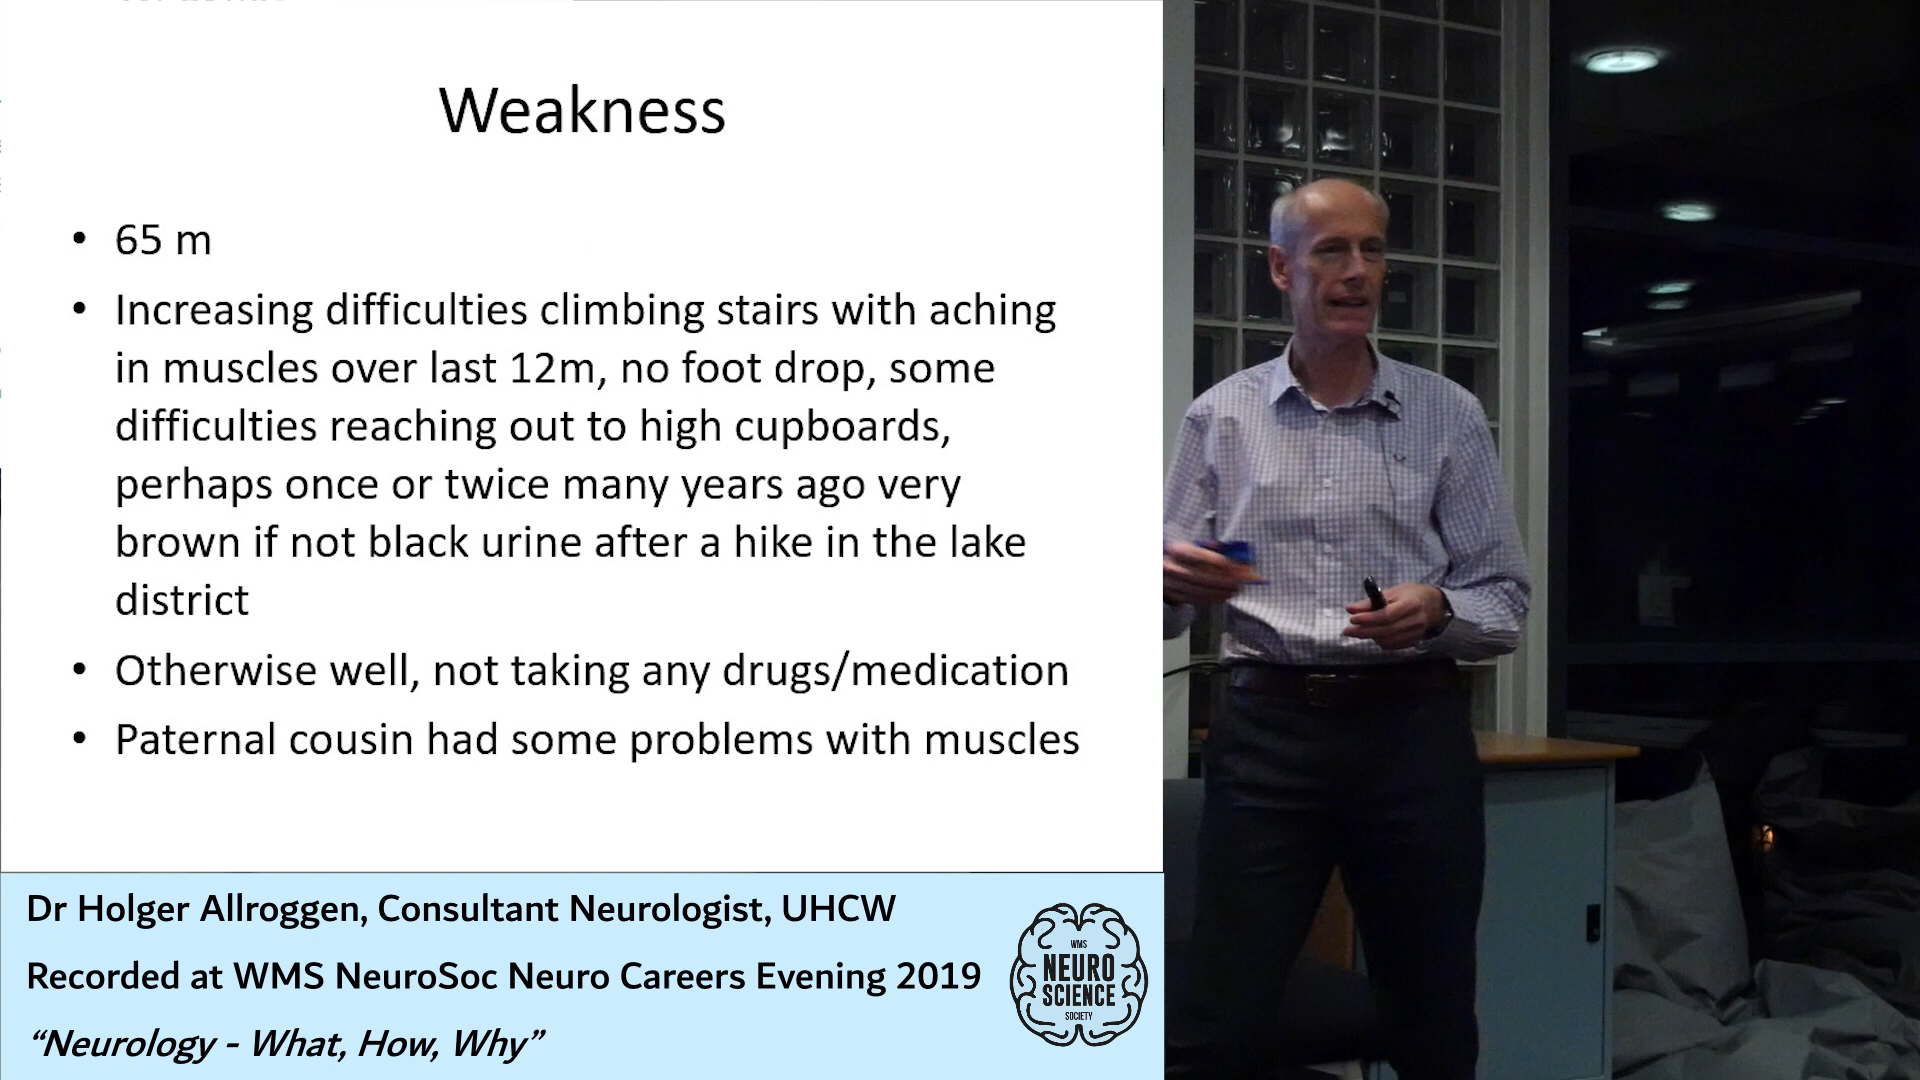 Weakness
• 65 m
• Increasing difficulties climbing stairs with aching
in muscles over last 12m, no foot drop, some
difficulties reaching out to high cupboards,
perhaps once or twice many years ago very
brown if not black urine after a hike in the lake
district
• Otherwise well, not taking any drugs/medication
• Paternal cousin had some problems with muscles
Dr Holger Allroggen, Consultant Neurologist, UHCW
Recorded at WMS NeuroSoc Neuro Careers Evening 2019
“Neurology - What, How, Why”
WMS
NEURO
SCIENCE
SOCIETY